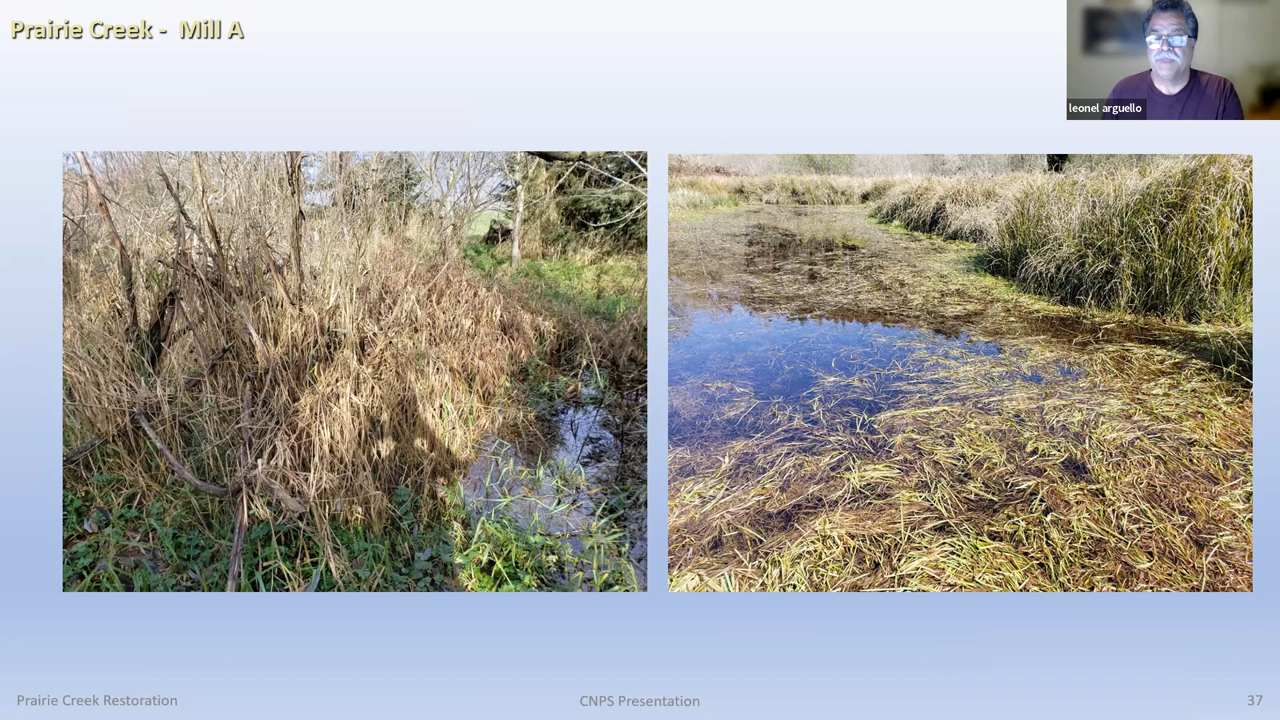 Prairie Creek - Mill A
leonel arguello
Prairie Creek Restoration
CNPS Presentation
37